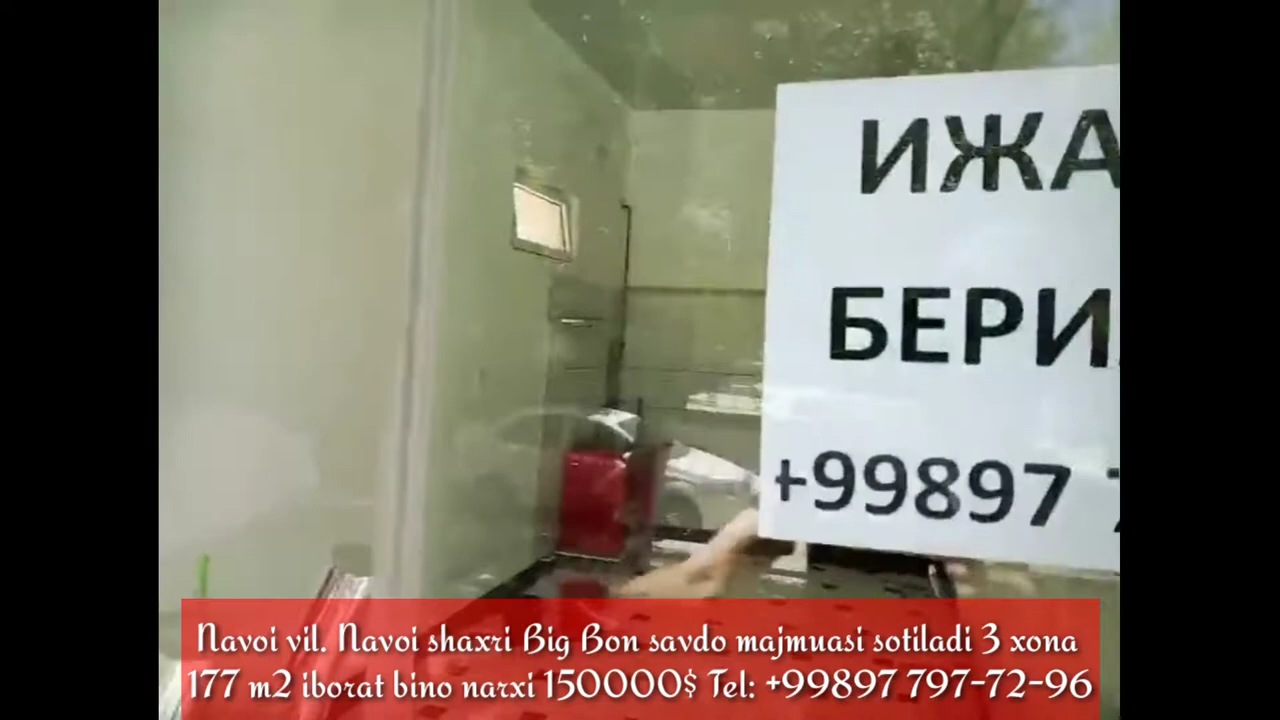 ИЖА
БЕРИ
+99897 7
Navoi vil. Navoi shaxri Big Bon savdo majmuasi sotiladi 3 xona
177 m2 iborat bino narxi 150000$ Tel: +99897 797-72-96